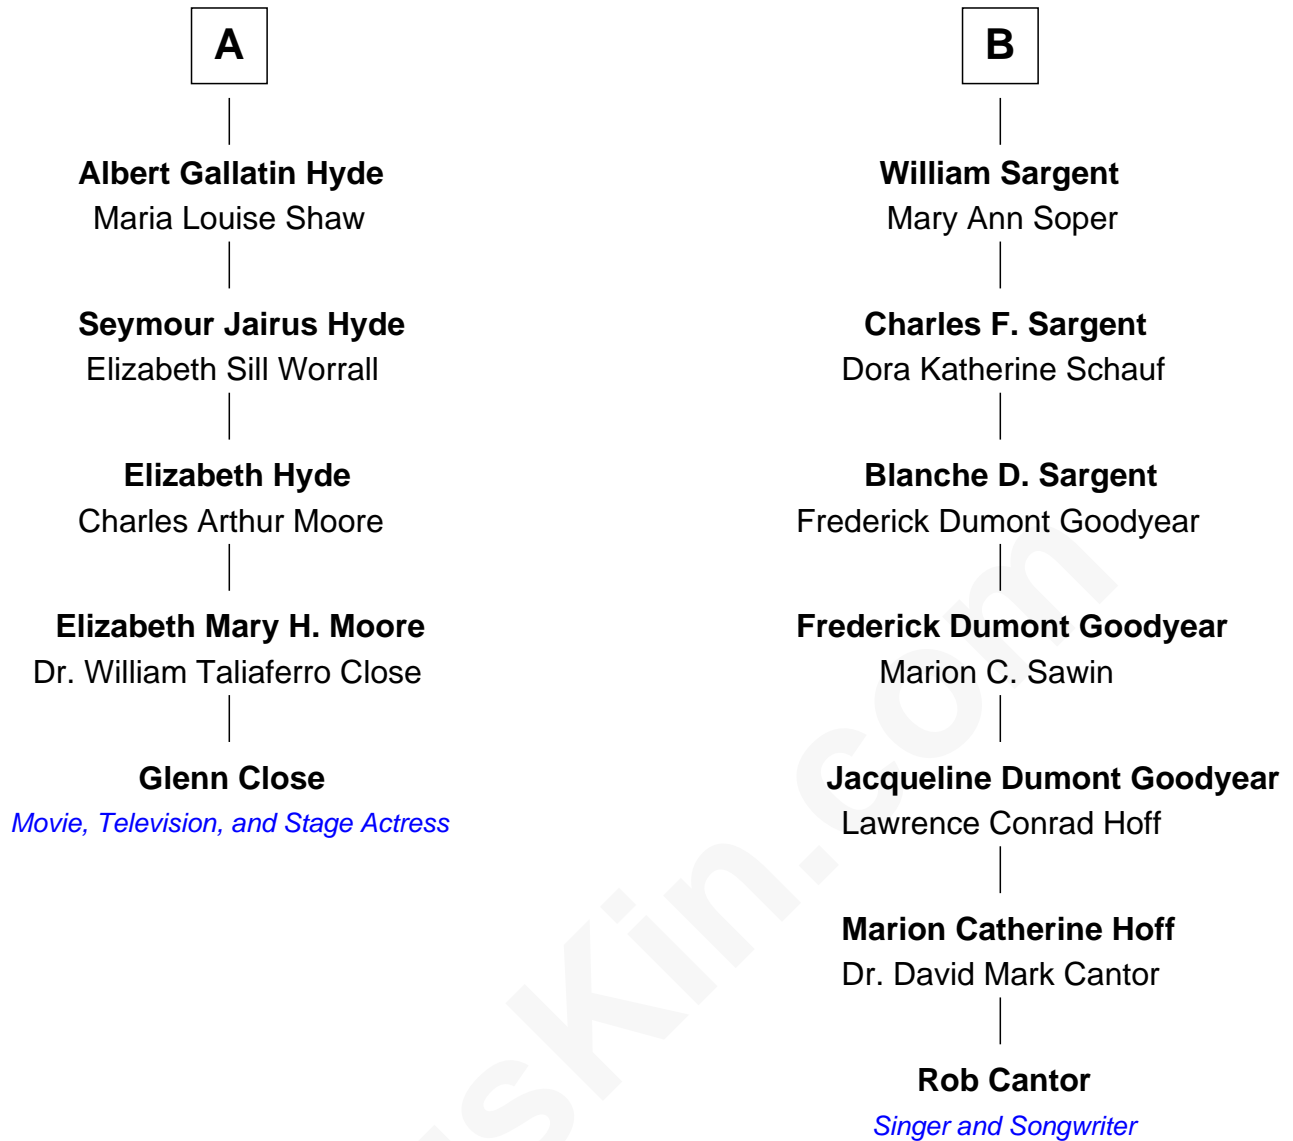 A
Albert Gallatin Hyde
Maria Louise Shaw
Seymour Jairus Hyde
Elizabeth Sill Worrall
Elizabeth Hyde
Charles Arthur Moore
Elizabeth Mary H. Moore
Dr. William Taliaferro Close
Glenn Close
Movie, Television, and Stage Actress
B
William Sargent
Mary Ann Soper
Charles F. Sargent
Dora Katherine Schauf
Blanche D. Sargent
Frederick Dumont Goodyear
Frederick Dumont Goodyear
Marion C. Sawin
Jacqueline Dumont Goodyear
Lawrence Conrad Hoff
Marion Catherine Hoff
Dr. David Mark Cantor
Rob Cantor
Singer and Songwriter